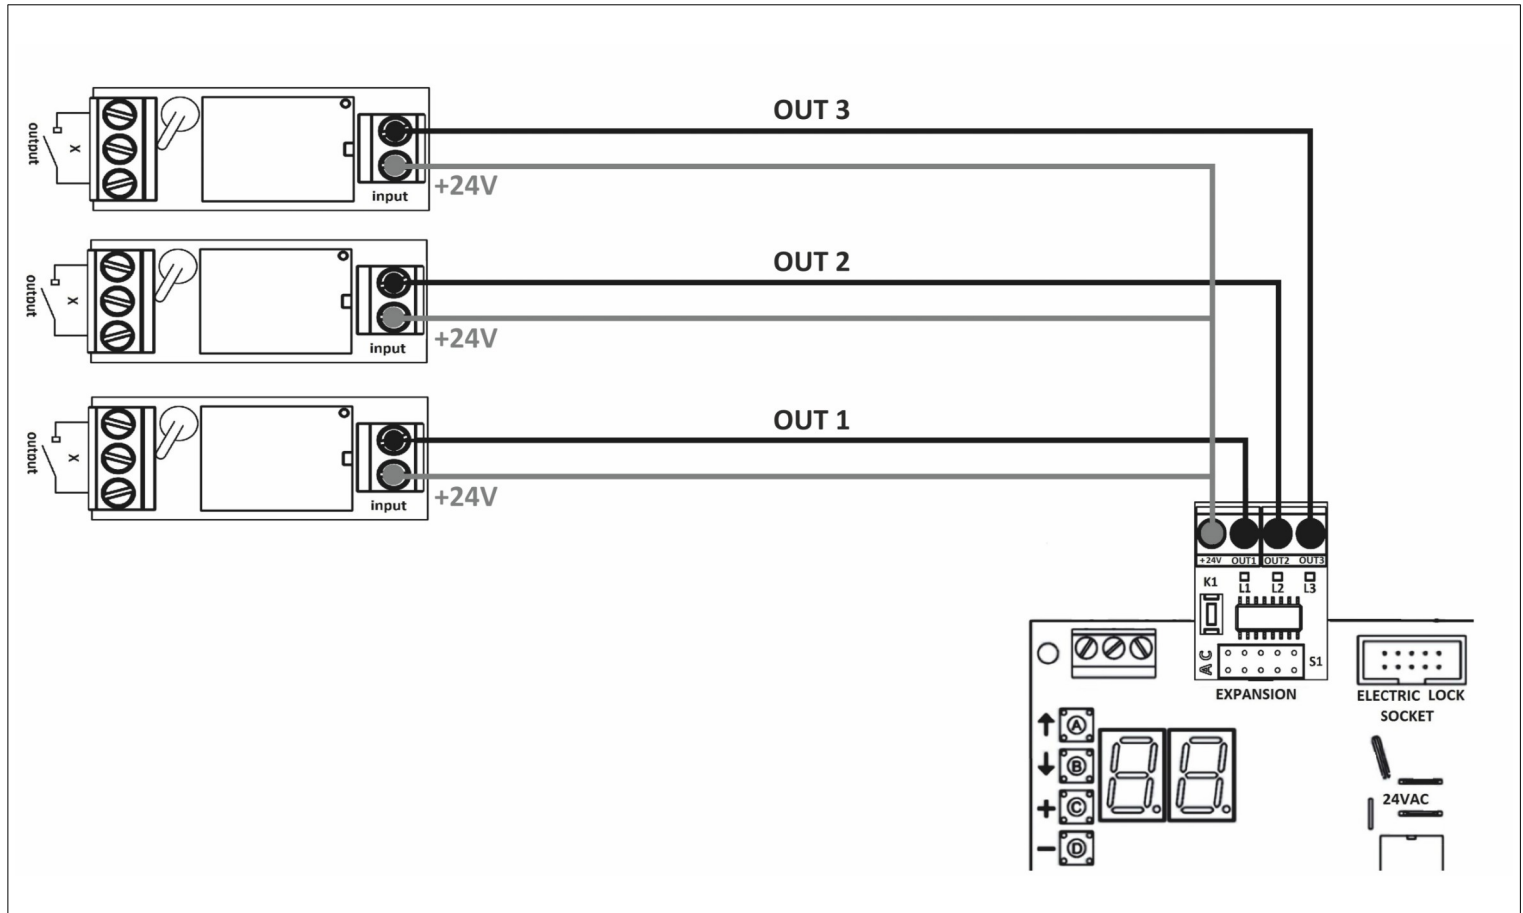 OUT 3
output
X
input
+24V
OUT 2
output
X
input
+24V
OUT 1
output
X
input
+24V
+24V OUT1 OUT2 OUT3
K1 L1 L2 L3
A C
S1
EXPANSION
ELECTRIC LOCK
SOCKET
A
B
+ C
24VAC
- D